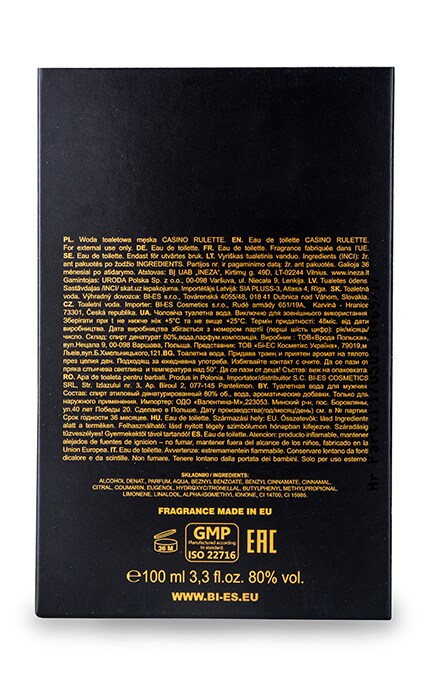 PL. Woda toaletowa męska CASINO RULETTE. EN. Eau de toilette CASINO RULETTE.
For external use only. DE. Eau de toilette. FR. Eau de toilette. Fragrance fabriquée dans l'UE.
SE. Eau de toilett. Endast för utvärtes bruk. LT. Vyriškas tualetinis vanduo. Ingredients (INCI): žr.
ant pakuotės po žodžio INGREDIENTS. Partijos nr. ir pagaminimo data: žr. ant pakuotės. Galioja 36
mėnesiai po atidarymo. Atstovas: BĮ UAB „INEZA", Kirtimų g. 49D, LT-02244 Vilnius. www.ineza.lt
Gamintojas: URODA Polska Sp. z o.o., 00-098 Varšuva, ul. Niecała 9, Lenkija. LV. Tualetes ūdens
Sastāvdaļas /INCI/ skat.uz iepakojuma. Importētājs Latvijā: SIA PLUSS-3, Atlasa 4, Rīga. SK. Toaletná
voda. Výhradný dovozca: BI-ES s.r.o., Továrenská 4055/48, 018 41 Dubnica nad Váhom, Slovakia.
CZ. Toaletní voda. Importer: BI-ES Cosmetics s.r.o., Rudé armády 651/19A, Karviná - Hranice
73301, Česká republika. UA. Чоловіча туалетна вода. Виключно для зовнішнього використання
Зберігати при t не нижче +5°C та не вище +25°C. Термін придатності: 48міс. від дати
виробництва. Дата виробництва збігається з номером партії (перші шість цифр): рік/місяць/
число. Склад: спирт денатурат 80%,вода,парфум.композиція. Виробник : ТОВ«Врода Польська»,
вул.Нецала 9, 00-098 Варшава, Польща. Представник: ТОВ «Бі-ЕС Косметік Україна», 79019,м
Львів,вул.Б.Хмельницького,121.BG. Тоалетна вода. Придава траен и приятен аромат на тялото
през целия ден. Подходящ за ежедневна употреба. Избягвайте контакт с очите. Да се пази от
пряка слънчева светлина и температура над 50°. Да се пази от деца! Състав: виж на опаковката.
RO. Apa de toaleta pentru barbati. Produs in Polonia. Importator/distribuitor S.C. BI-ES COSMETICS
SRL, Str. Izlazului nr. 3, Ap. Birou 2, 077-145 Pantelimon. BY. Туалетная вода для мужчин
Состав: спирт этиловый денатурированный 80% об., вода, ароматические добавки. Только для
наружного применения. Импортер: ОДО «Валентина-М»,223053, Минский р-н, пос. Боровляны,
ул.40 лет Победы 20. Сделано в Польше. Дата производства(год/месяц/день) см. в № партии.
Срок годности: 36 месяцев. HU. Eau de toilette. Származási hely: EU. Összetevők: lásd Ingredients
alatt a terméken. Felhasználható: lásd nyitott tégely szimbólumon hónapban kifejezve. Száradásig
tűzveszélyes! Gyermekektől távol tartandó! ES. Eau de toilette. Atencion: producto inflamable, mantener
alejados de fuentes de ignicion – no fumar, mantener fuera del alcance de los niños, fabricado en la
Union Europea. IT. Eau de toilette. Avvertenze: estremamente infiammabile. Conservare lontano da fonti
di calore e da scintille. Non fumare. Tenere lontano dalla portata dei bambini. Solo per uso esterno
SKŁADNIKI / INGREDIENTS:
ALCOHOL DENAT., PARFUM, AQUA, BEZNYL BENZOATE, BENZYL CINNAMATE, CINNAMAL,
CITRAL, COUMARIN, EUGENOL, HYDROXYCITRONELLAL, BUTYLPHENYL METHYLPROPIONAL,
LIMONENE, LINALOOL, ALPHA-ISOMETHYL IONONE, CI 14700, CI 15985.
FRAGRANCE MADE IN EU
36 M
GMP
Manufactured according
to standard
ISO 22716
EAC
℮100 ml 3,3 fl.oz. 80% vol.
WWW.BI-ES.EU